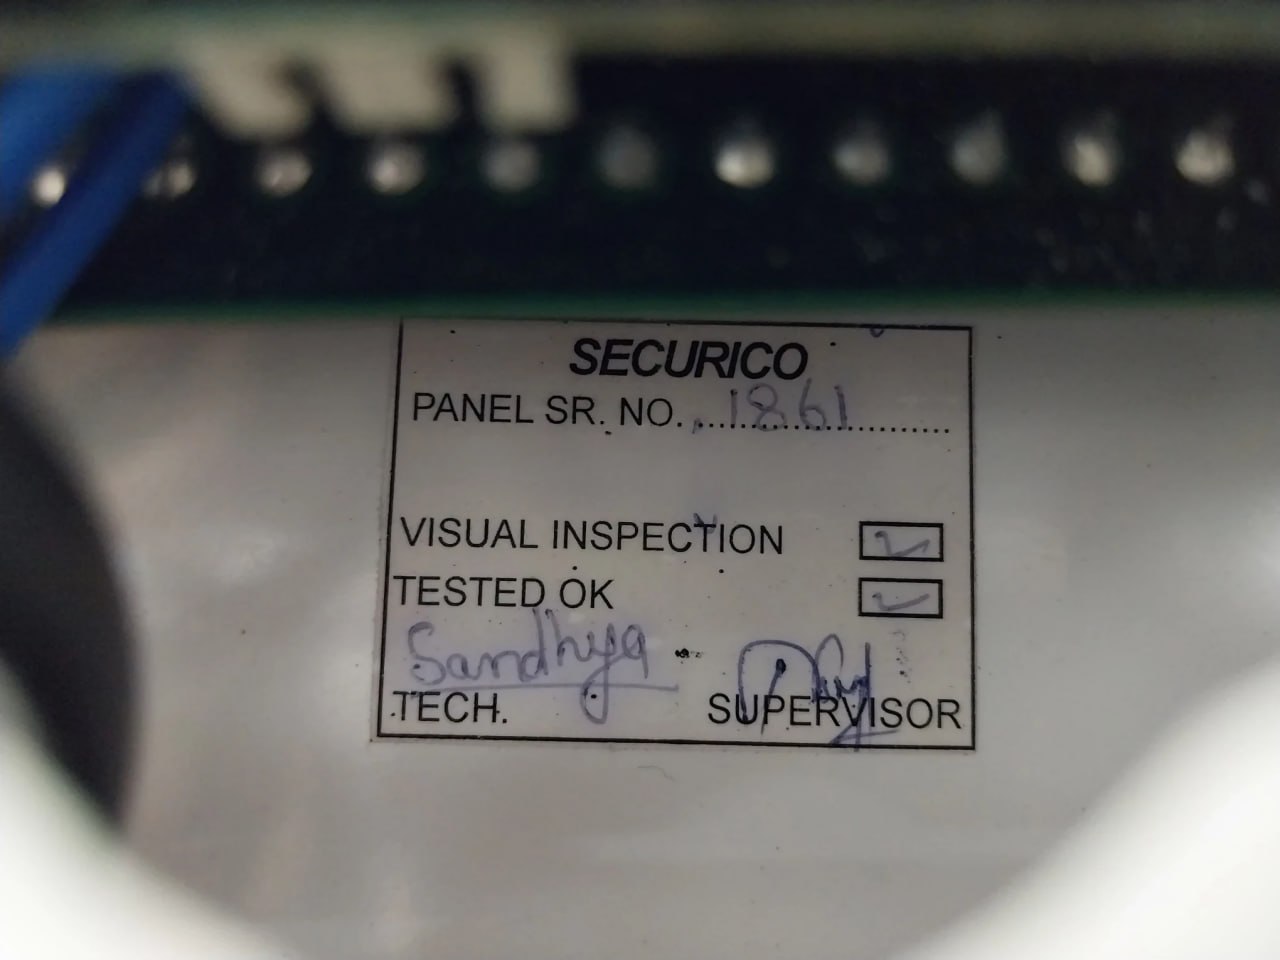 SECURICO
PANEL SR. NO. 1861
VISUAL INSPECTION ✓
TESTED OK ✓
Sandhya
TECH. SUPERVISOR